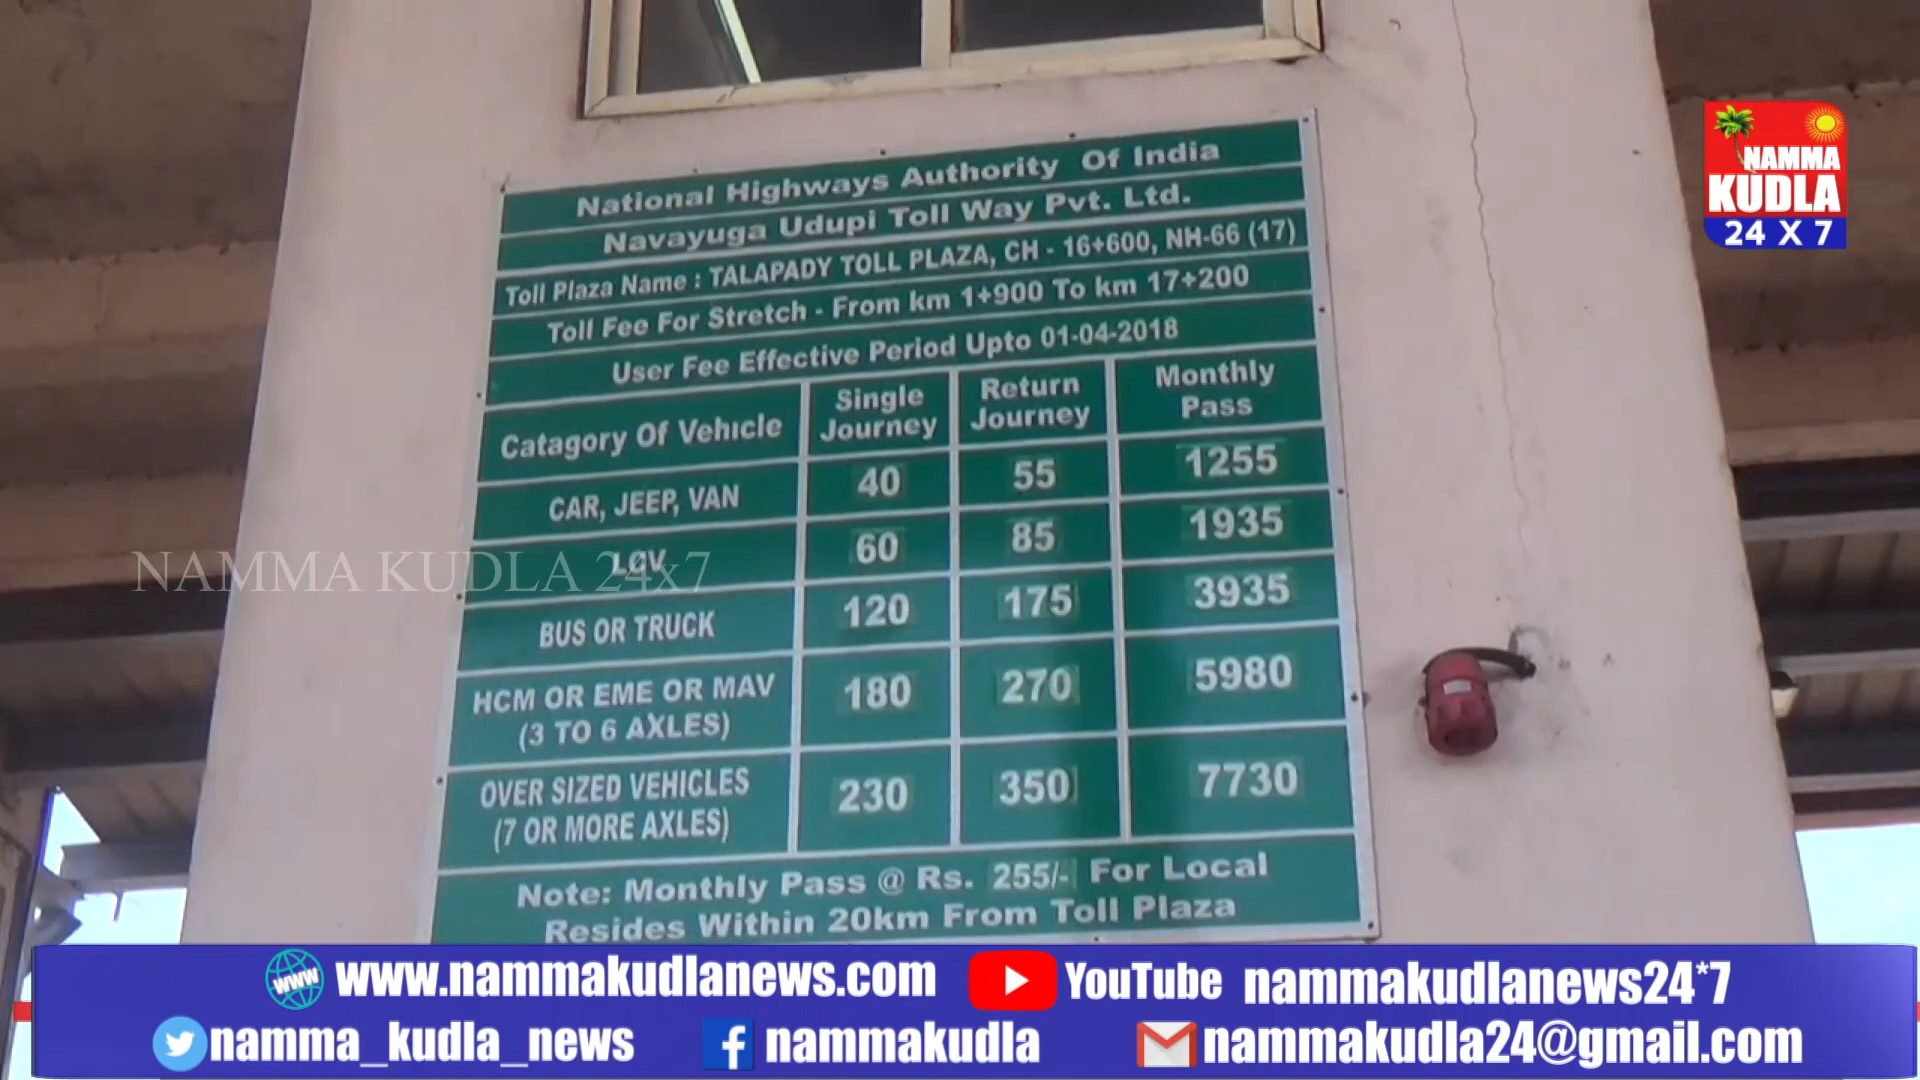 National Highways Authority Of India
Navayuga Udupi Toll Way Pvt. Ltd.
Toll Plaza Name : TALAPADY TOLL PLAZA, CH - 16+600, NH-66 (17)
Toll Fee For Stretch - From km 1+900 To km 17+200
User Fee Effective Period Upto 01-04-2018
Catagory Of Vehicle Single Journey Return Journey Monthly Pass
CAR, JEEP, VAN 40 55 1255
LCV 60 85 1935
BUS OR TRUCK 120 175 3935
HCM OR EME OR MAV (3 TO 6 AXLES) 180 270 5980
OVER SIZED VEHICLES (7 OR MORE AXLES) 230 350 7730
Note: Monthly Pass @ Rs. 255/- For Local
Resides Within 20km From Toll Plaza
NAMMA KUDLA 24x7
NAMMA
KUDLA
24 X 7
www www.nammakudlanews.com YouTube nammakudlanews24*7
namma_kudla_news nammakudla nammakudla24@gmail.com